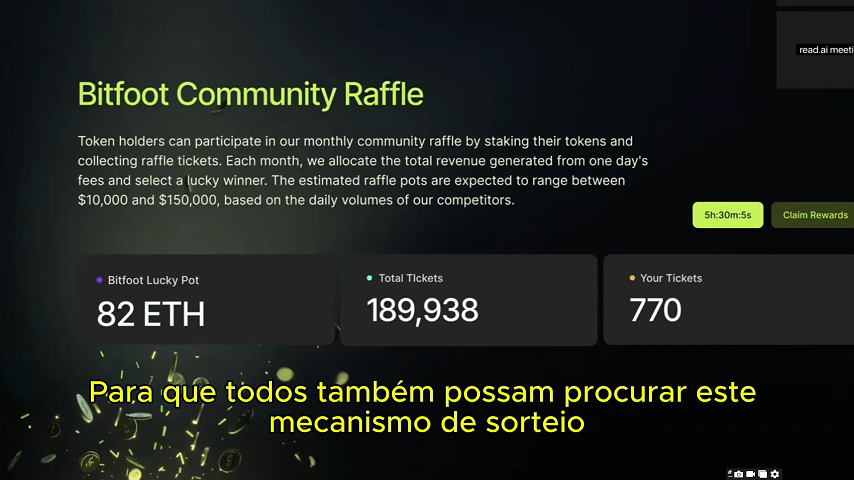 read.ai meeti
Bitfoot Community Raffle
Token holders can participate in our monthly community raffle by staking their tokens and
collecting raffle tickets. Each month, we allocate the total revenue generated from one day's
fees and select a lucky winner. The estimated raffle pots are expected to range between
$10,000 and $150,000, based on the daily volumes of our competitors.
5h:30m:5s
Claim Rewards
Bitfoot Lucky Pot
82 ETH
Total TIckets
189,938
Your Tickets
770
Para que todos também possam procurar este
mecanismo de sorteio